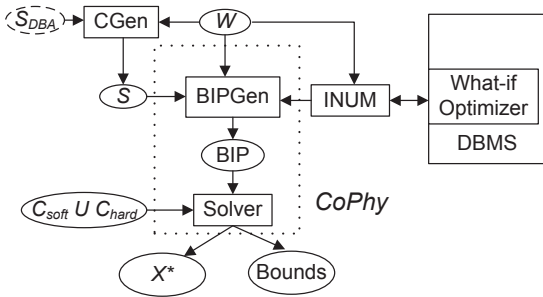 S_DBA
CGen
W
S
BIPGen
INUM
What-if
Optimizer
DBMS
BIP
C_soft U C_hard
Solver
CoPhy
X*
Bounds